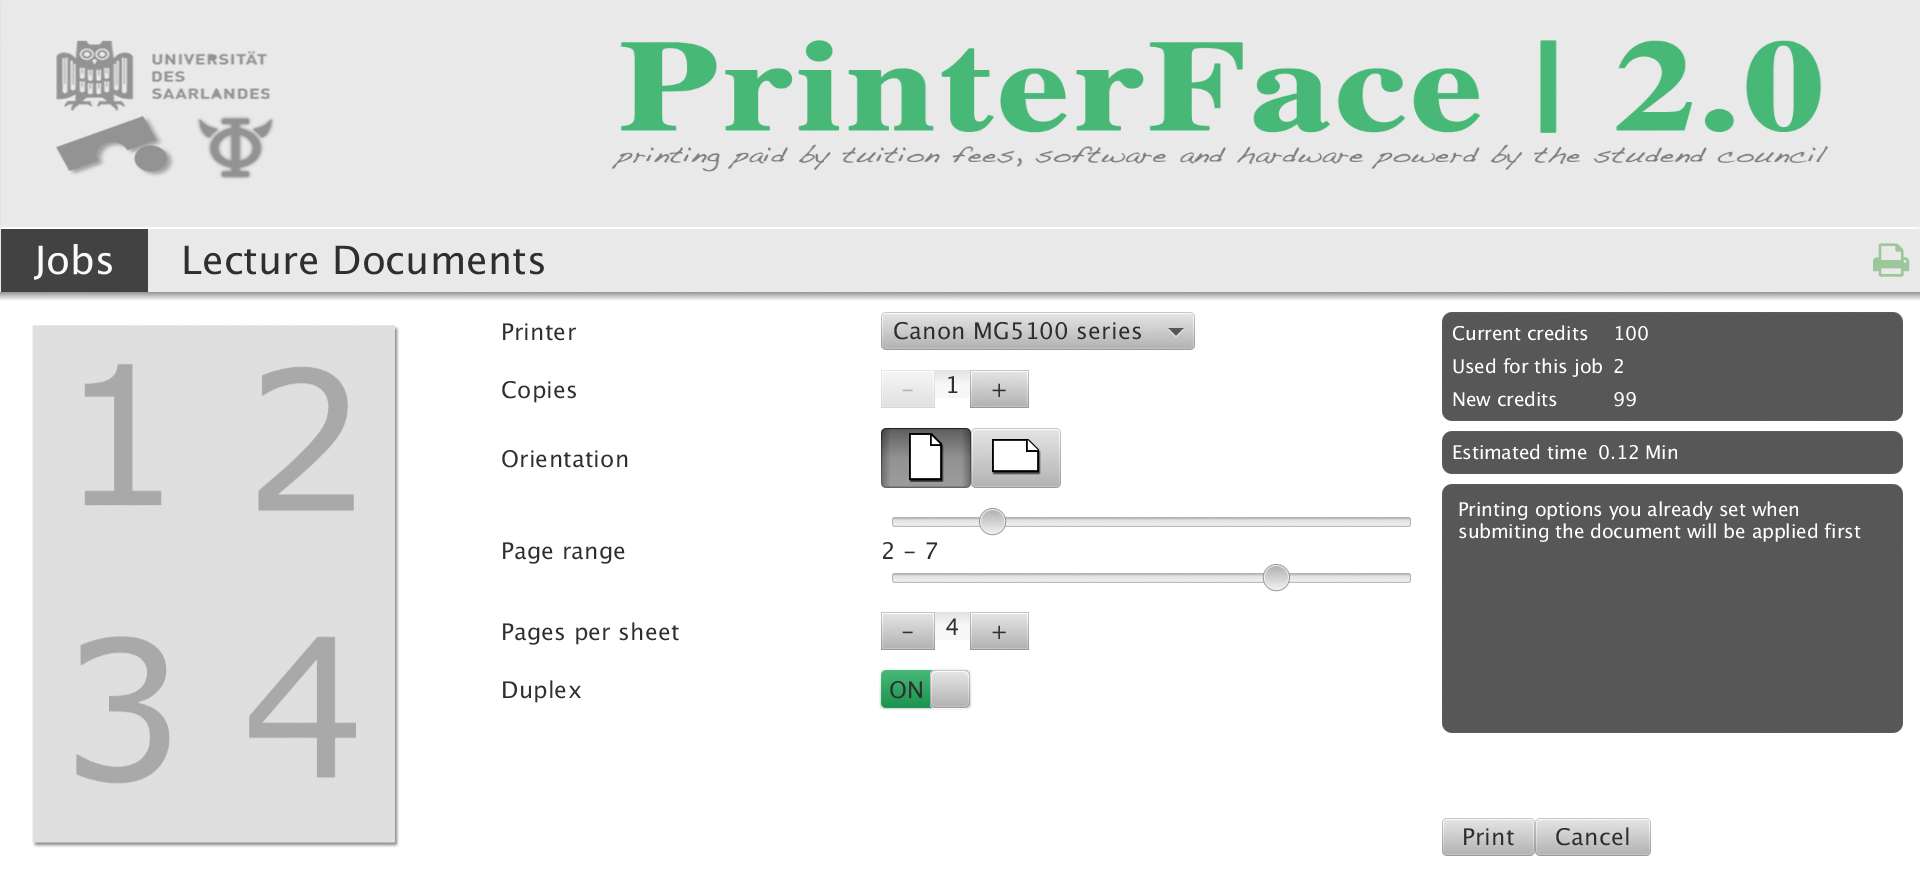 UNIVERSITÄT
DES
SAARLANDES
PrinterFace | 2.0
printing paid by tuition fees, software and hardware powerd by the studend council
Jobs
Lecture Documents
1 2
3 4
Printer
Canon MG5100 series
Copies
- 1 +
Orientation
Page range
2 - 7
Pages per sheet
- 4 +
Duplex
ON
Current credits 100
Used for this job 2
New credits 99
Estimated time 0.12 Min
Printing options you already set when
submiting the document will be applied first
Print
Cancel